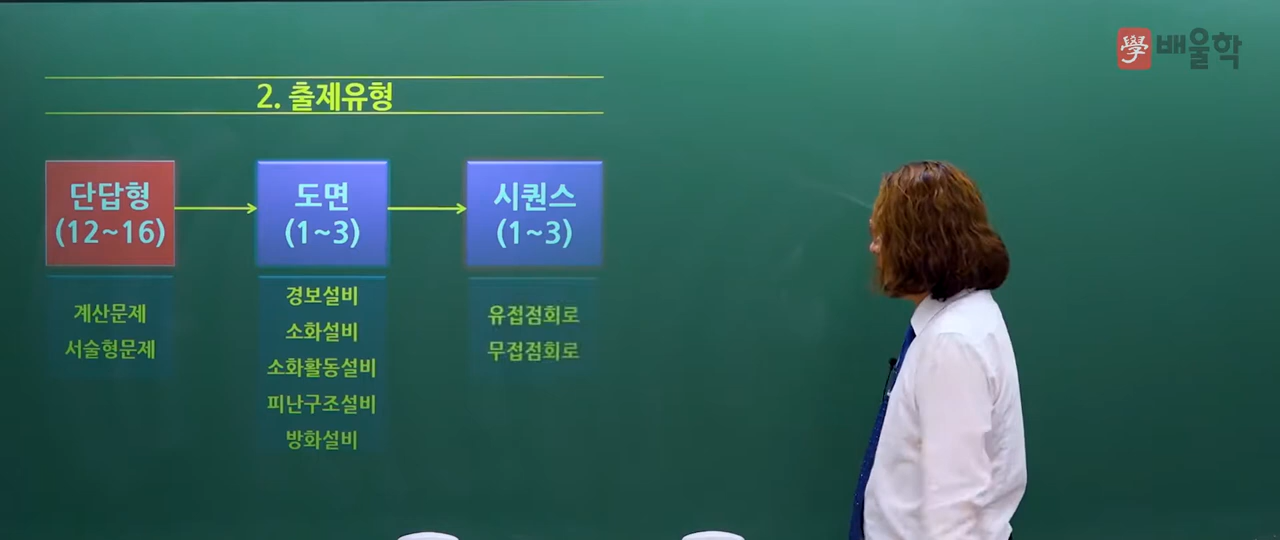 學 배울학
2. 출제유형
단답형
(12~16)
도면
(1~3)
시퀀스
(1~3)
계산문제
서술형문제
경보설비
소화설비
소화활동설비
피난구조설비
방화설비
유접점회로
무접점회로